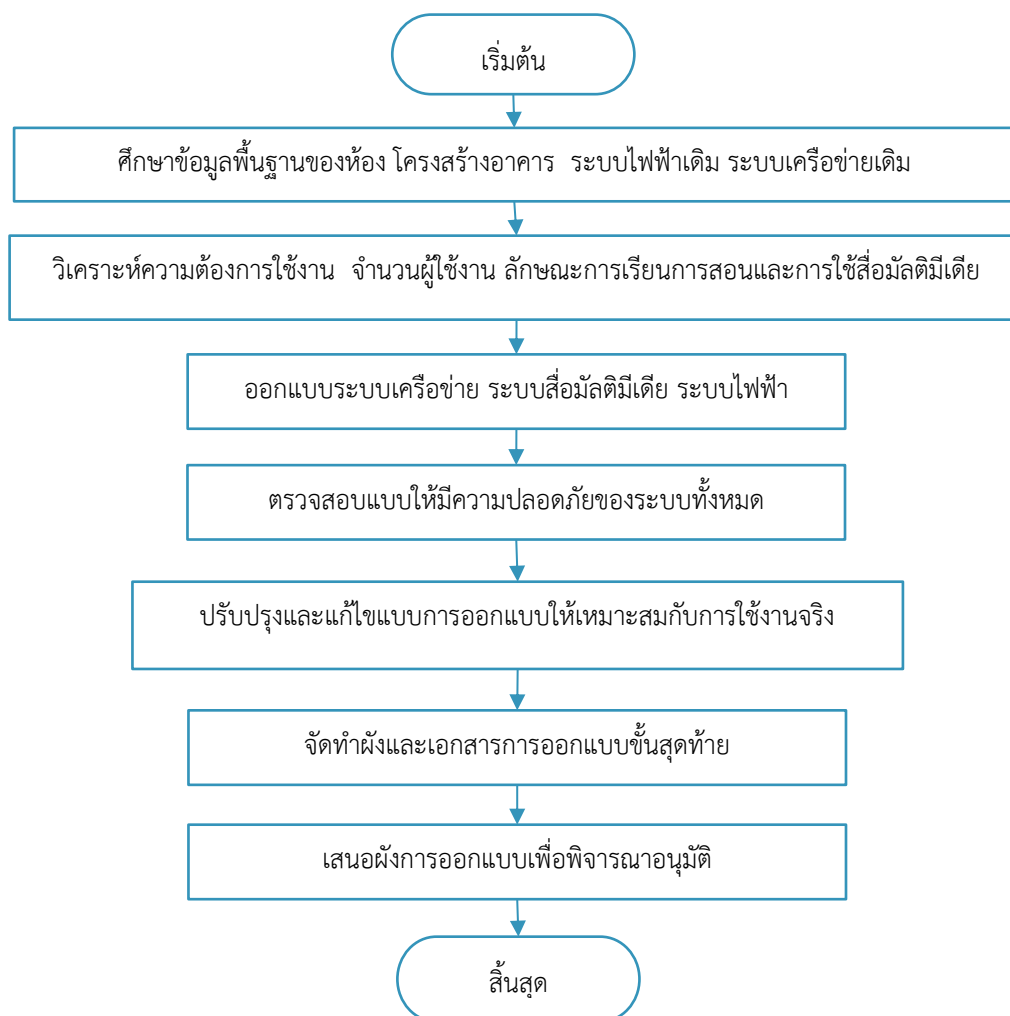 เริ่มต้น
ศึกษาข้อมูลพื้นฐานของห้อง โครงสร้างอาคาร ระบบไฟฟ้าเดิม ระบบเครือข่ายเดิม
วิเคราะห์ความต้องการใช้งาน จำนวนผู้ใช้งาน ลักษณะการเรียนการสอนและการใช้สื่อมัลติมีเดีย
ออกแบบระบบเครือข่าย ระบบสื่อมัลติมีเดีย ระบบไฟฟ้า
ตรวจสอบแบบให้มีความปลอดภัยของระบบทั้งหมด
ปรับปรุงและแก้ไขแบบการออกแบบให้เหมาะสมกับการใช้งานจริง
จัดทำผังและเอกสารการออกแบบขั้นสุดท้าย
เสนอผังการออกแบบเพื่อพิจารณาอนุมัติ
สิ้นสุด